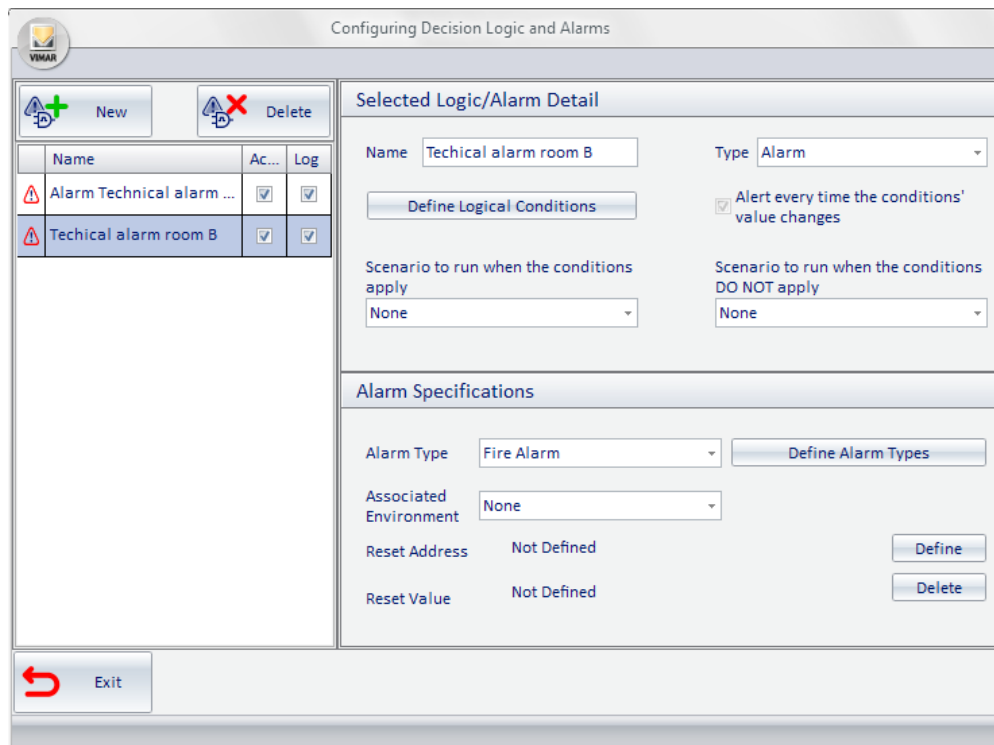 Configuring Decision Logic and Alarms
VIMAR
New
Delete
Name
Ac...
Log
Alarm Technical alarm ...
Techical alarm room B
Selected Logic/Alarm Detail
Name
Techical alarm room B
Type
Alarm
Define Logical Conditions
Alert every time the conditions'
value changes
Scenario to run when the conditions
apply
None
Scenario to run when the conditions
DO NOT apply
None
Alarm Specifications
Alarm Type
Fire Alarm
Define Alarm Types
Associated
Environment
None
Reset Address
Not Defined
Define
Reset Value
Not Defined
Delete
Exit